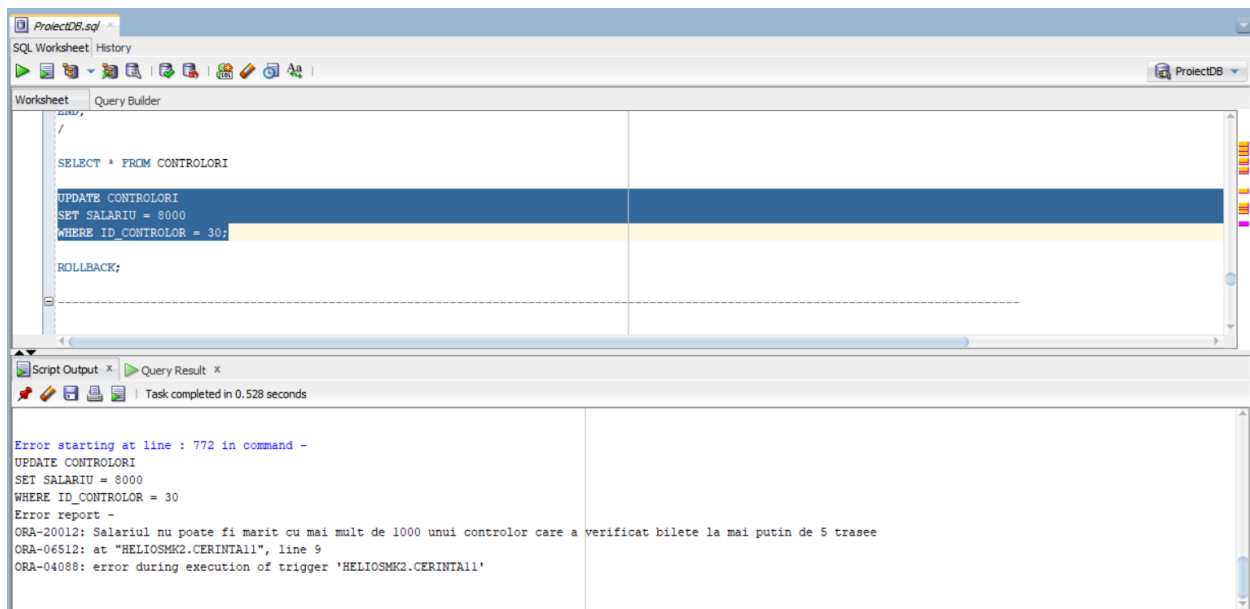 ProiectDB.sql
SQL Worksheet History
ProiectDB
Worksheet Query Builder
END;
/
SELECT * FROM CONTROLORI
UPDATE CONTROLORI
SET SALARIU = 8000
WHERE ID_CONTROLOR = 30;
ROLLBACK;
Script Output x Query Result x
Task completed in 0.528 seconds
Error starting at line : 772 in command -
UPDATE CONTROLORI
SET SALARIU = 8000
WHERE ID_CONTROLOR = 30
Error report -
ORA-20012: Salariul nu poate fi marit cu mai mult de 1000 unui controlor care a verificat bilete la mai putin de 5 trasee
ORA-06512: at "HELIOSMK2.CERINTA11", line 9
ORA-04088: error during execution of trigger 'HELIOSMK2.CERINTA11'